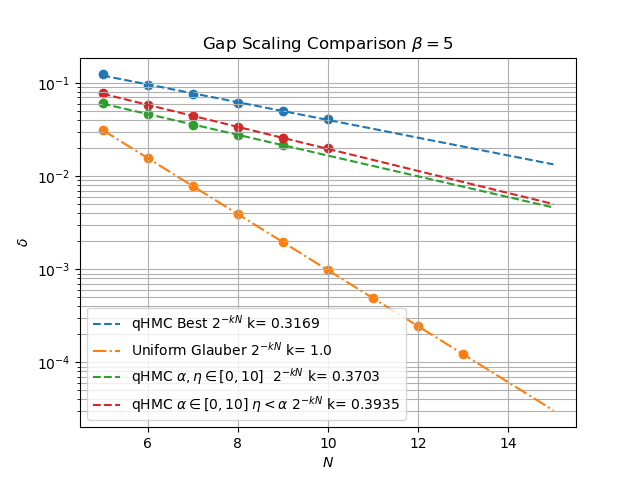 Gap Scaling Comparison β = 5
10⁻¹
10⁻²
10⁻³
10⁻⁴
δ
qHMC Best 2⁻ᵏᴺ k= 0.3169
Uniform Glauber 2⁻ᵏᴺ k= 1.0
qHMC α, η ∈ [0, 10] 2⁻ᵏᴺ k= 0.3703
qHMC α ∈ [0, 10] η < α 2⁻ᵏᴺ k= 0.3935
6 8 10 12 14
N